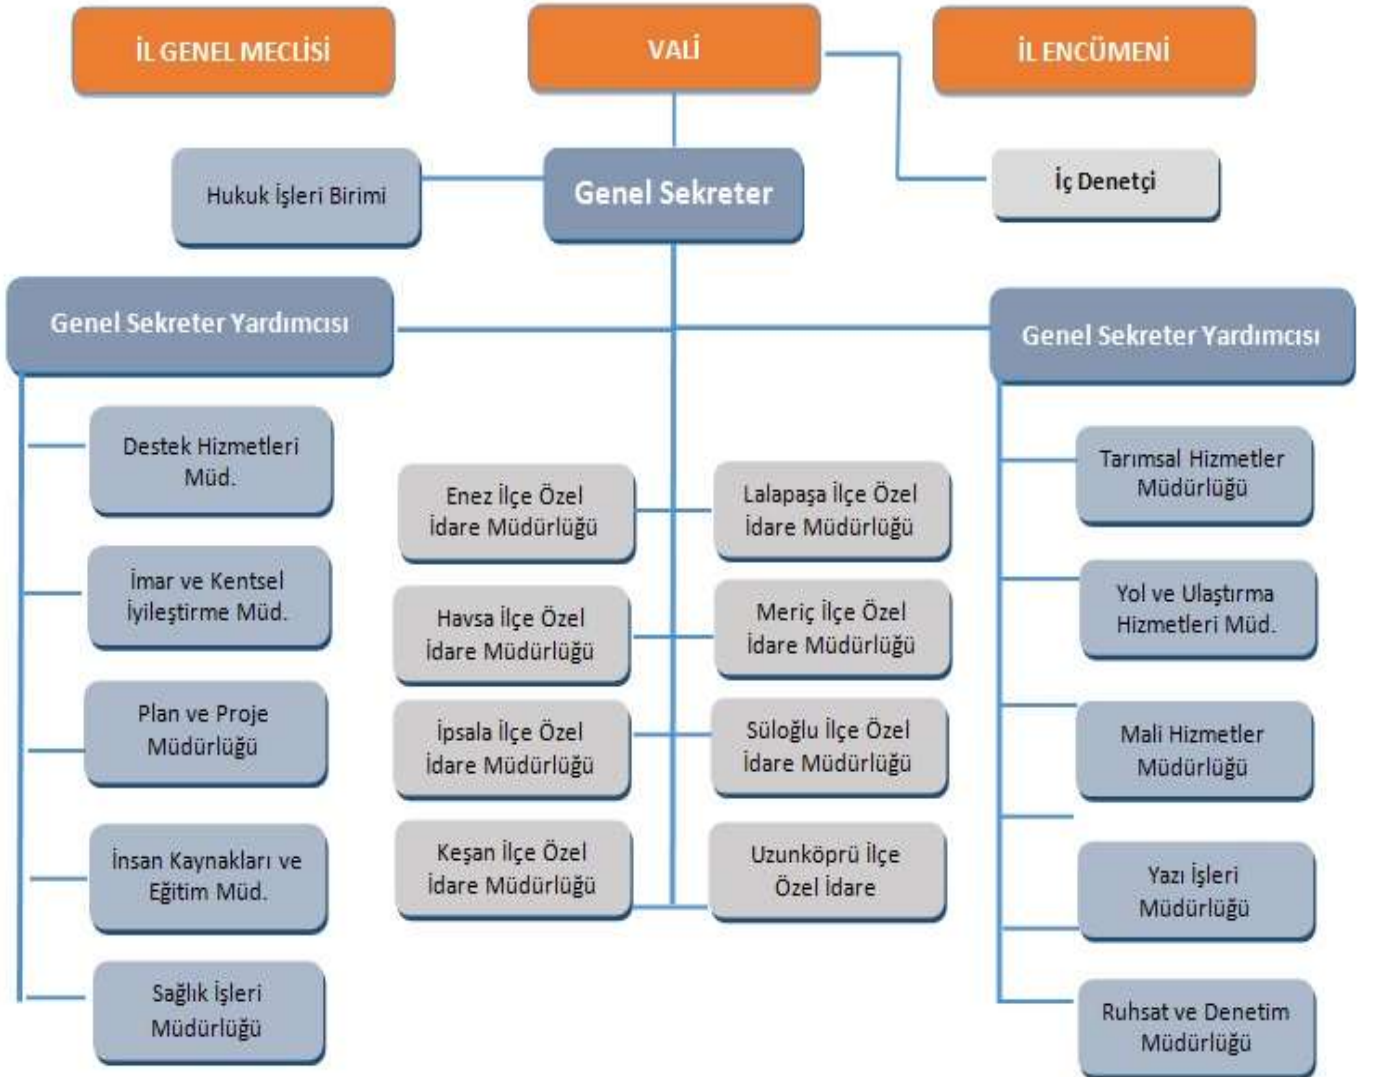 İL GENEL MECLİSİ
VALİ
İL ENCÜMENİ
Hukuk İşleri Birimi
Genel Sekreter
İç Denetçi
Genel Sekreter Yardımcısı
Genel Sekreter Yardımcısı
Destek Hizmetleri
Müd.
İmar ve Kentsel
İyileştirme Müd.
Plan ve Proje
Müdürlüğü
İnsan Kaynakları ve
Eğitim Müd.
Sağlık İşleri
Müdürlüğü
Enez İlçe Özel
İdare Müdürlüğü
Havsa İlçe Özel
İdare Müdürlüğü
İpsala İlçe Özel
İdare Müdürlüğü
Keşan İlçe Özel
İdare Müdürlüğü
Lalapaşa İlçe Özel
İdare Müdürlüğü
Meriç İlçe Özel
İdare Müdürlüğü
Süloğlu İlçe Özel
İdare Müdürlüğü
Uzunköprü İlçe
Özel İdare
Tarımsal Hizmetler
Müdürlüğü
Yol ve Ulaştırma
Hizmetleri Müd.
Mali Hizmetler
Müdürlüğü
Yazı İşleri
Müdürlüğü
Ruhsat ve Denetim
Müdürlüğü